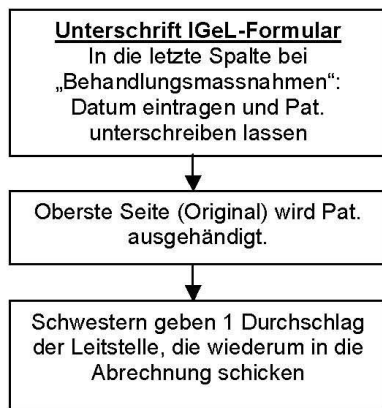 Unterschrift IGeL-Formular
In die letzte Spalte bei
„Behandlungsmassnahmen“:
Datum eintragen und Pat.
unterschreiben lassen
Oberste Seite (Original) wird Pat.
ausgehändigt.
Schwestern geben 1 Durchschlag
der Leitstelle, die wiederum in die
Abrechnung schicken